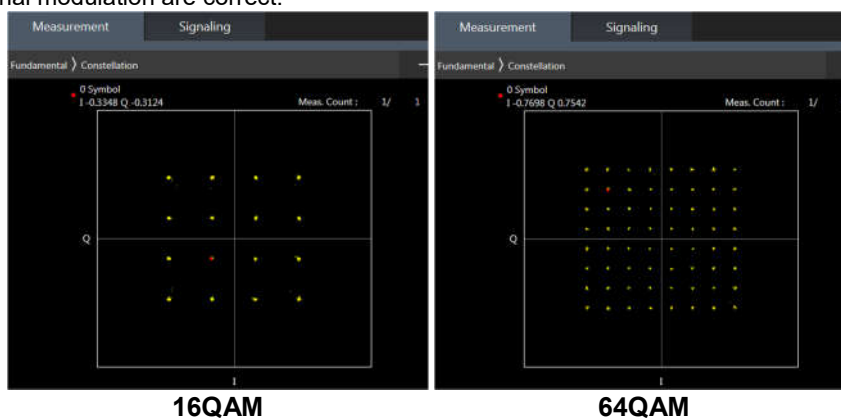 nal modulation are correct.
Measurement Signaling
Fundamental 〉 Constellation
0 Symbol
I -0.3348 Q -0.3124 Meas. Count : 1/ 1
Q
I
16QAM
Measurement Signaling
Fundamental 〉 Constellation
0 Symbol
I -0.7698 Q 0.7542 Meas. Count : 1/
Q
I
64QAM